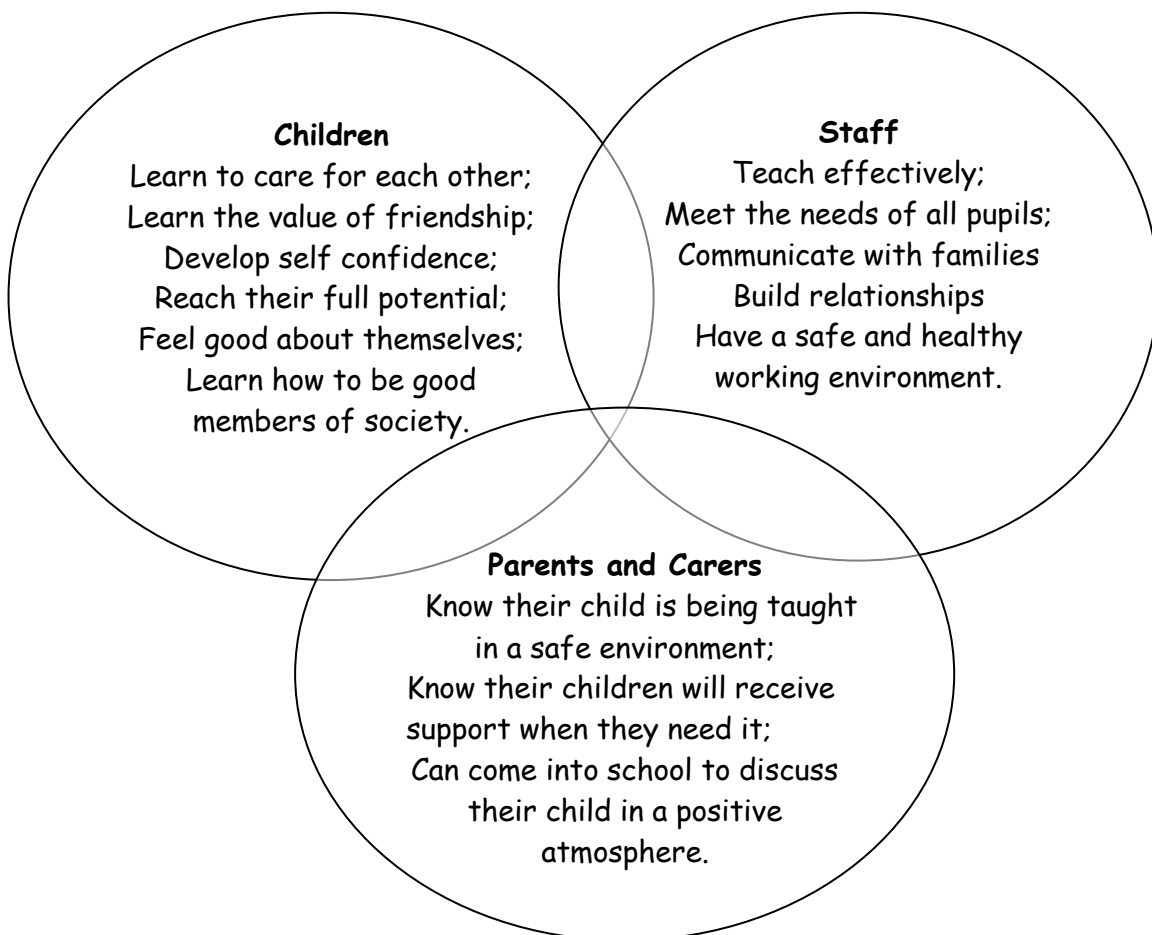 Children
Learn to care for each other;
Learn the value of friendship;
Develop self confidence;
Reach their full potential;
Feel good about themselves;
Learn how to be good
members of society.
Staff
Teach effectively;
Meet the needs of all pupils;
Communicate with families
Build relationships
Have a safe and healthy
working environment.
Parents and Carers
Know their child is being taught
in a safe environment;
Know their children will receive
support when they need it;
Can come into school to discuss
their child in a positive
atmosphere.